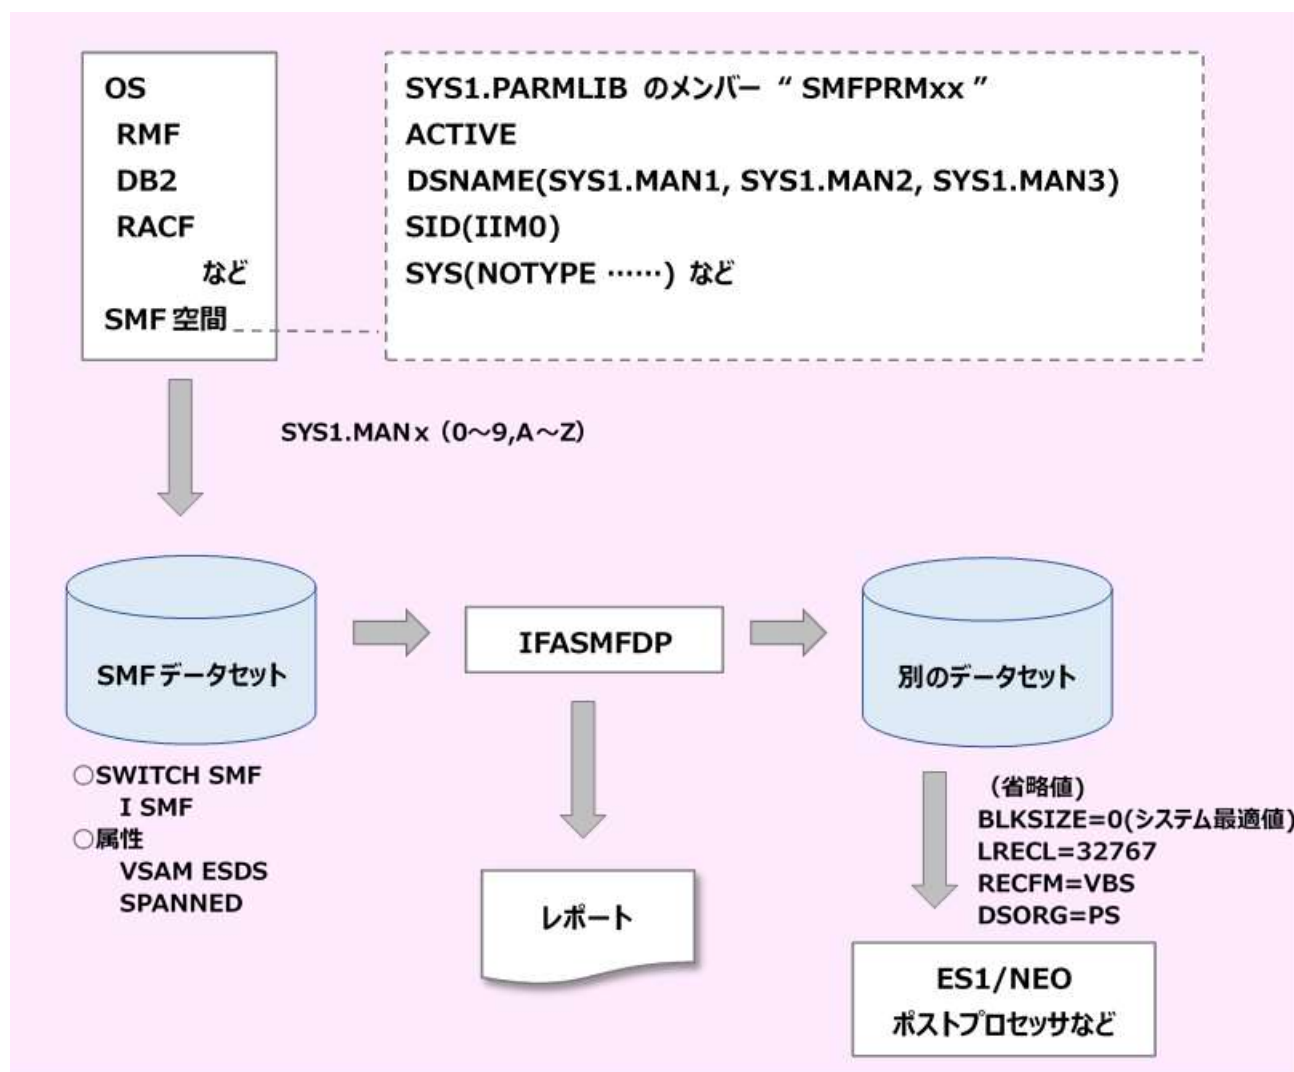 OS
RMF
DB2
RACF
など
SMF 空間
SYS1.PARMLIB のメンバー “ SMFPRMxx ”
ACTIVE
DSNAME(SYS1.MAN1, SYS1.MAN2, SYS1.MAN3)
SID(IIM0)
SYS(NOTYPE ……) など
SYS1.MANx（0～9,A～Z）
SMF データセット
IFASMFDP
別のデータセット
○SWITCH SMF
I SMF
○属性
VSAM ESDS
SPANNED
レポート
（省略値）
BLKSIZE=0(システム最適値)
LRECL=32767
RECFM=VBS
DSORG=PS
ES1/NEO
ポストプロセッサなど